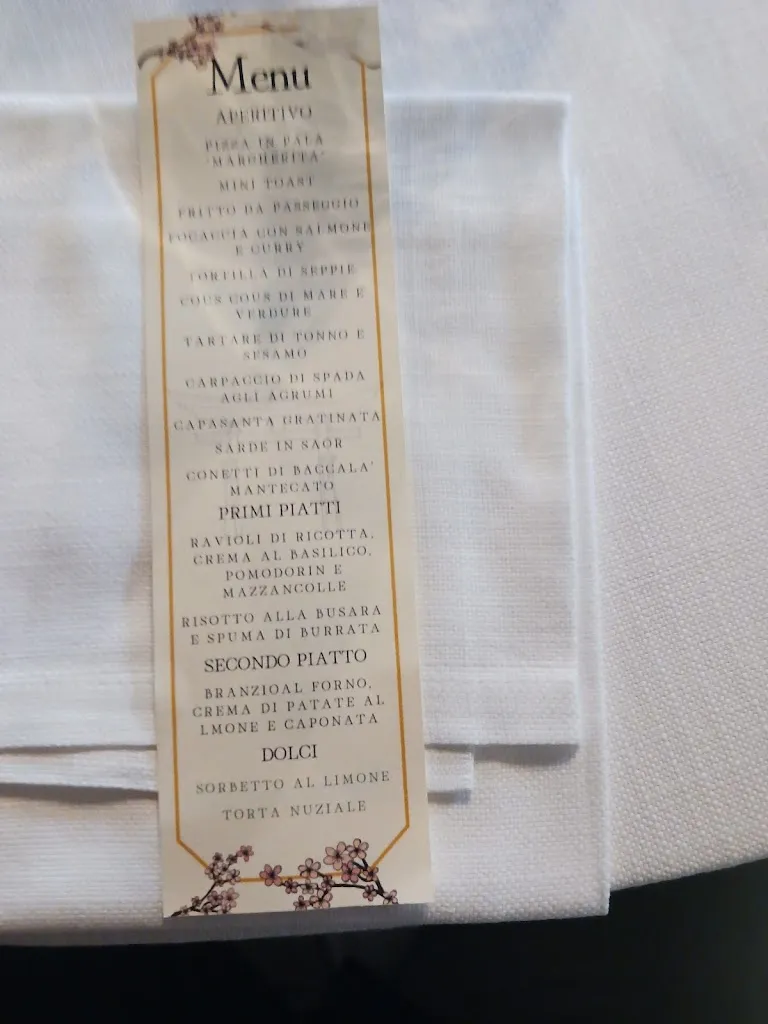 Menu
APERITIVO
PIZZA IN PALA
'MARGHERITA'
MINI TOAST
FRITTO DA PASSEGGIO
FOCACCIA CON SALMONE
E CURRY
TORTILLA DI SEPPIE
COUS COUS DI MARE E
VERDURE
TARTARE DI TONNO E
SESAMO
CARPACCIO DI SPADA
AGLI AGRUMI
CAPASANTA GRATINATA
SARDE IN SAOR
CONETTI DI BACCALA'
MANTECATO
PRIMI PIATTI
RAVIOLI DI RICOTTA,
CREMA AL BASILICO,
POMODORIN E
MAZZANCOLLE
RISOTTO ALLA BUSARA
E SPUMA DI BURRATA
SECONDO PIATTO
BRANZIOAL FORNO,
CREMA DI PATATE AL
LMONE E CAPONATA
DOLCI
SORBETTO AL LIMONE
TORTA NUZIALE